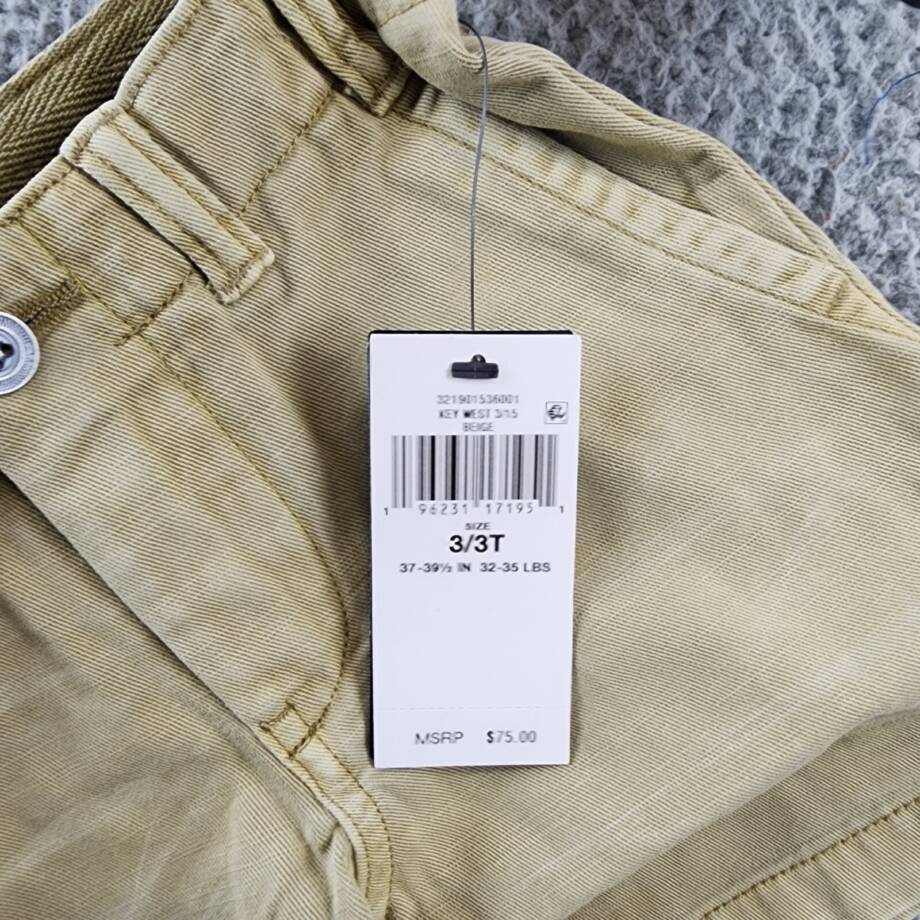 321901536001
KEY WEST 3/15
BEIGE
1 96231 17195 1
SIZE
3/3T
37-39½ IN 32-35 LBS
MSRP $75.00